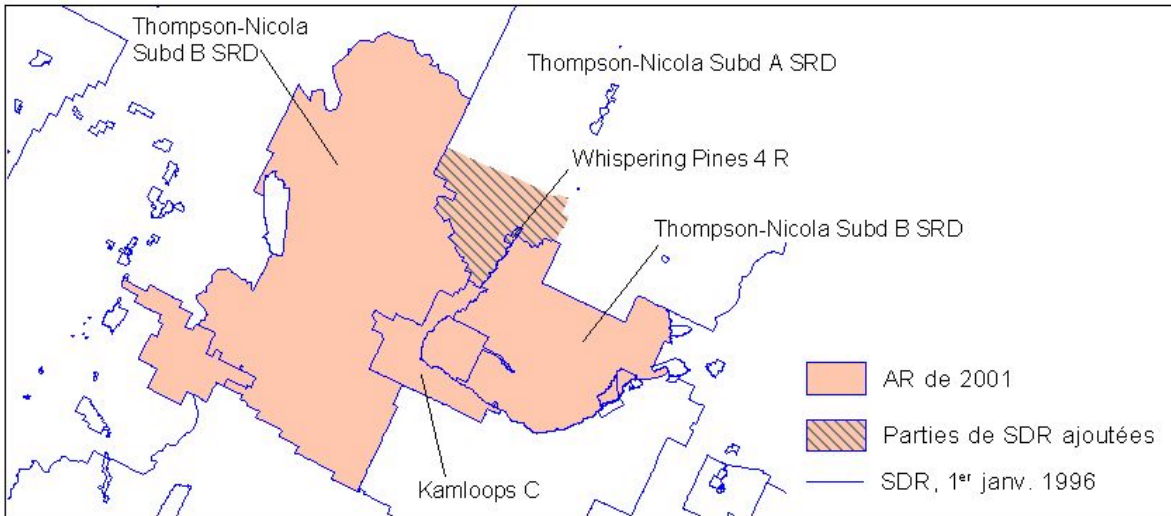 Thompson-Nicola
Subd B SRD
Thompson-Nicola Subd A SRD
Whispering Pines 4 R
Thompson-Nicola Subd B SRD
Kamloops C
AR de 2001
Parties de SDR ajoutées
SDR, 1er janv. 1996